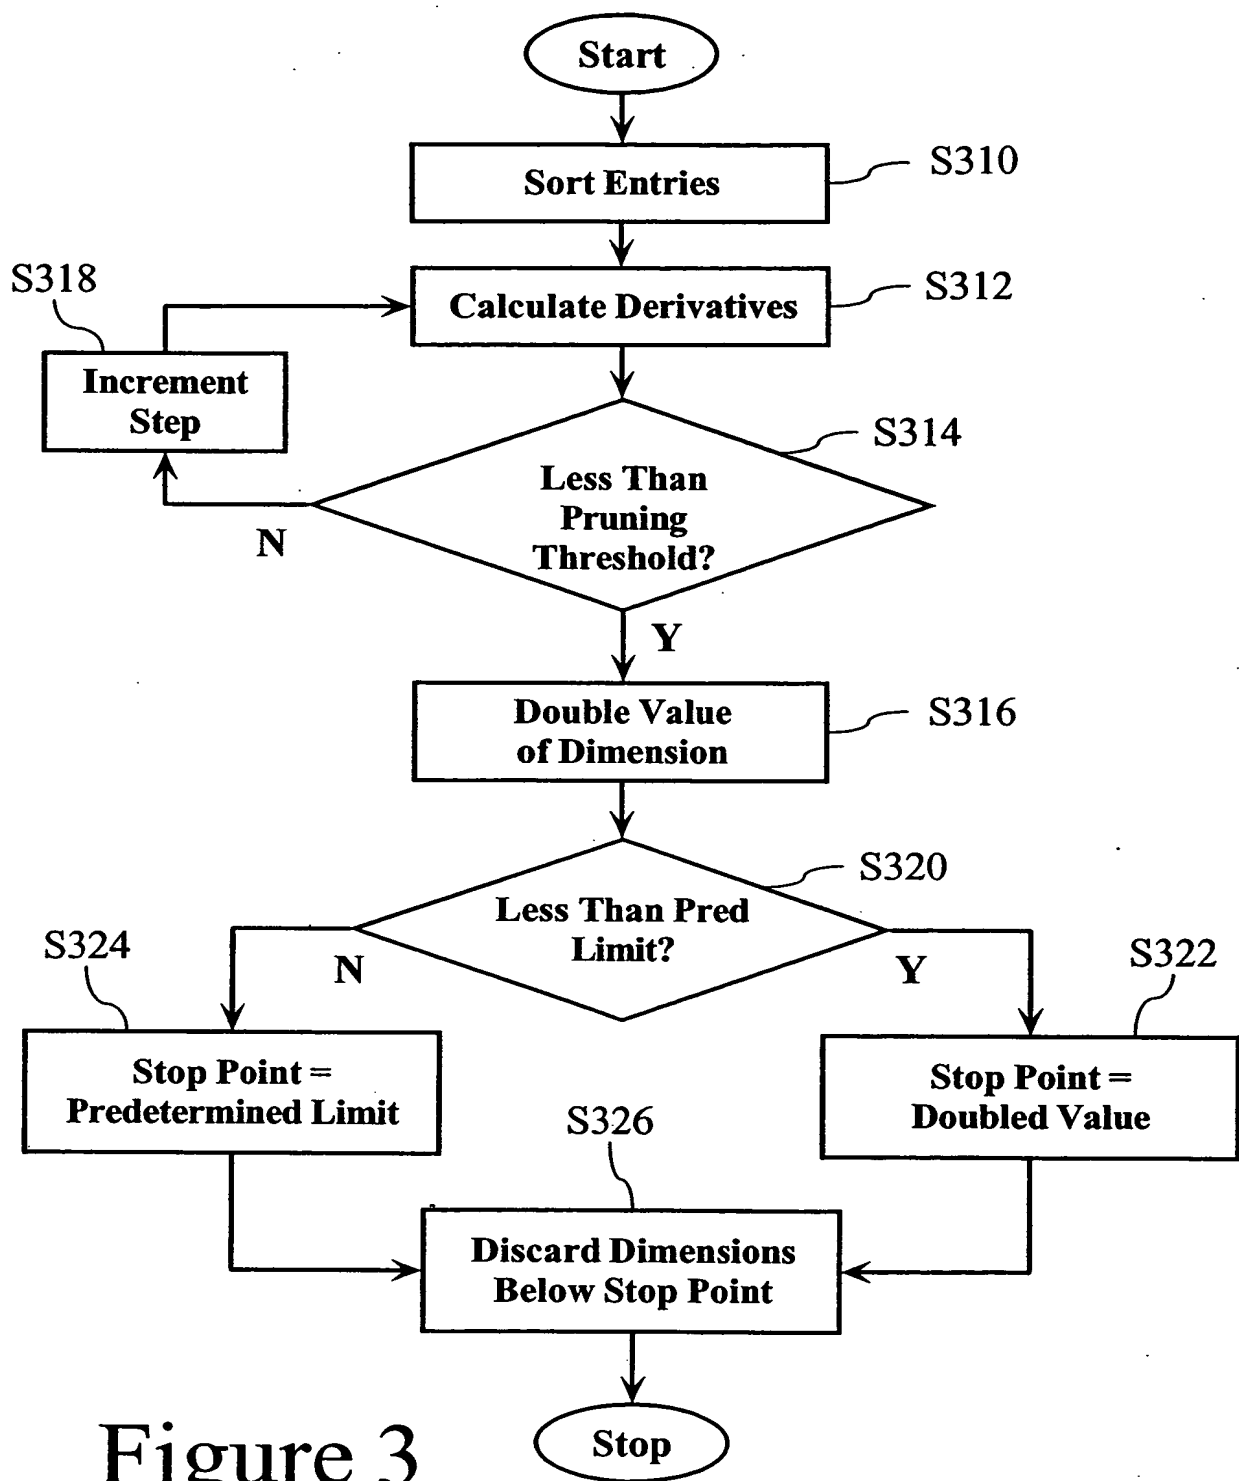 Start
Sort Entries
S310
S318
Calculate Derivatives
S312
Increment
Step
S314
Less Than
Pruning
Threshold?
N
Y
Double Value
of Dimension
S316
S320
Less Than Pred
Limit?
S324
N
Y
S322
Stop Point =
Predetermined Limit
Stop Point =
Doubled Value
S326
Discard Dimensions
Below Stop Point
Stop
Figure 3